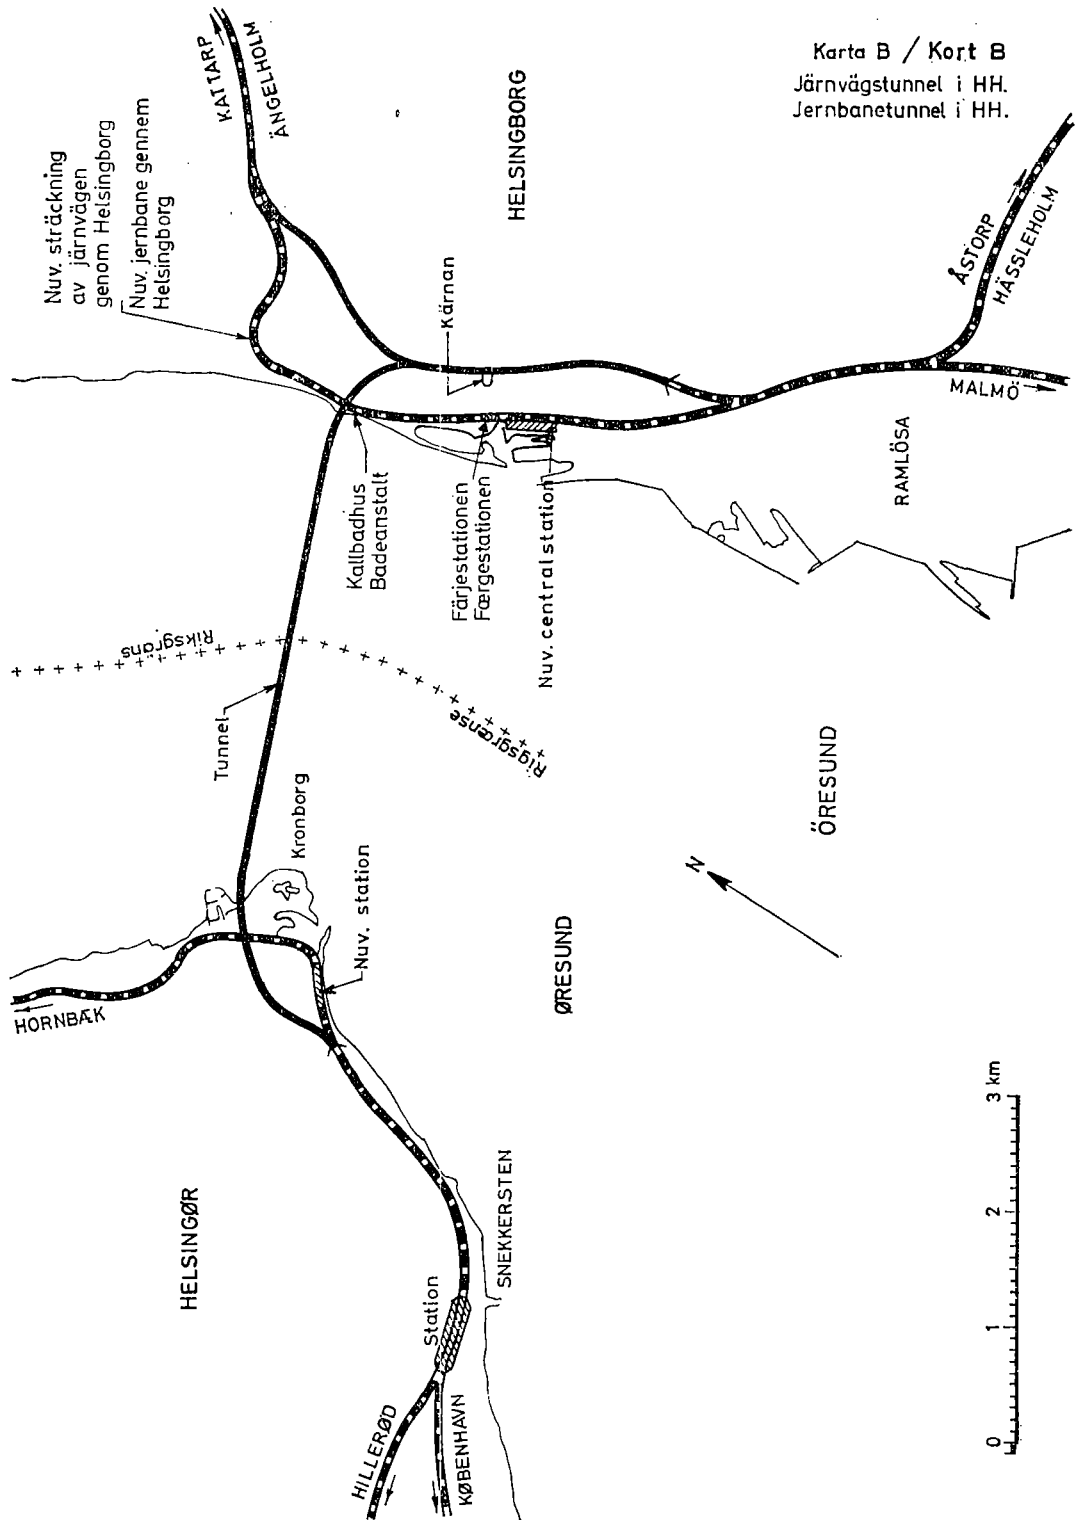 Karta B / Kort B
Järnvägstunnel i HH.
Jernbanetunnel i HH.
KATTARP
ÄNGELHOLM
Nuv. sträckning
av järnvägen
genom Helsingborg
Nuv. jernbane gennem
Helsingborg
HELSINGBORG
Kärnan
ÅSTORP
HÄSSLEHOLM
MALMÖ
RAMLÖSA
Kallbadhus
Badeanstalt
Färjestationen
Færgestationen
Nuv. centralstation
Riksgräns
Rigsgrænse
Tunnel
Kronborg
Nuv. station
ÖRESUND
ØRESUND
N
HORNBÆK
HELSINGØR
SNEKKERSTEN
Station
HILLERØD
KØBENHAVN
0 1 2 3 km